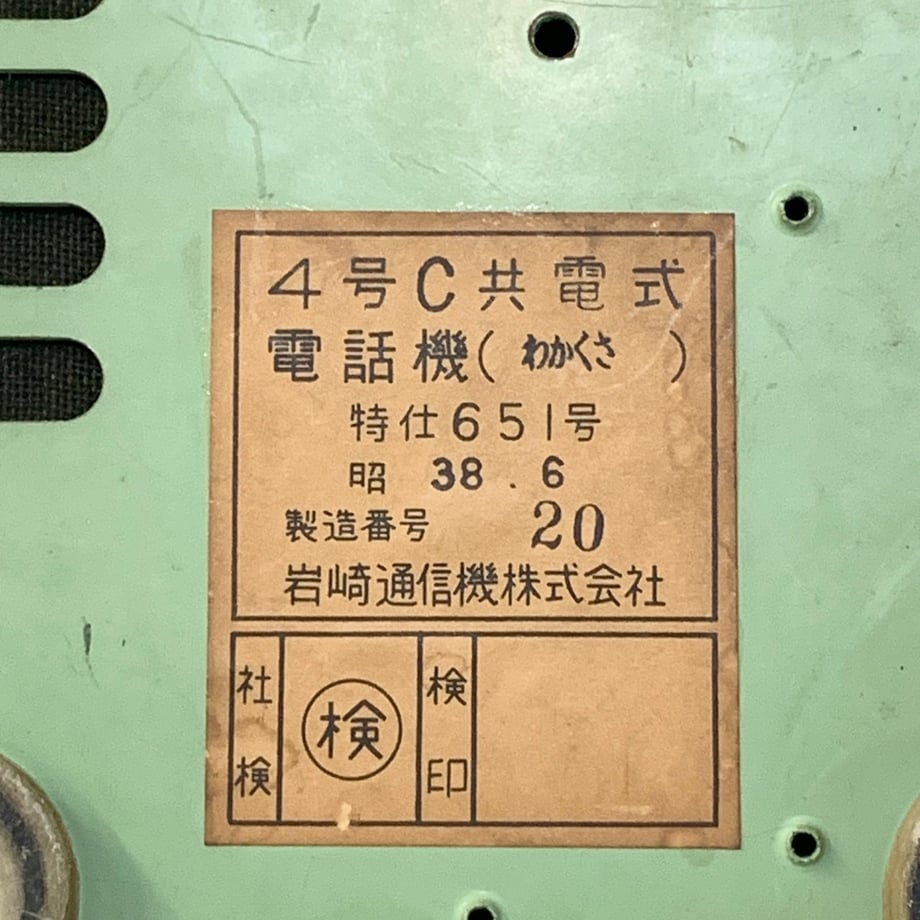 4号C共電式
電話機(わかくさ)
特仕651号
昭 38.6
製造番号 20
岩崎通信機株式会社
社検
検
検印